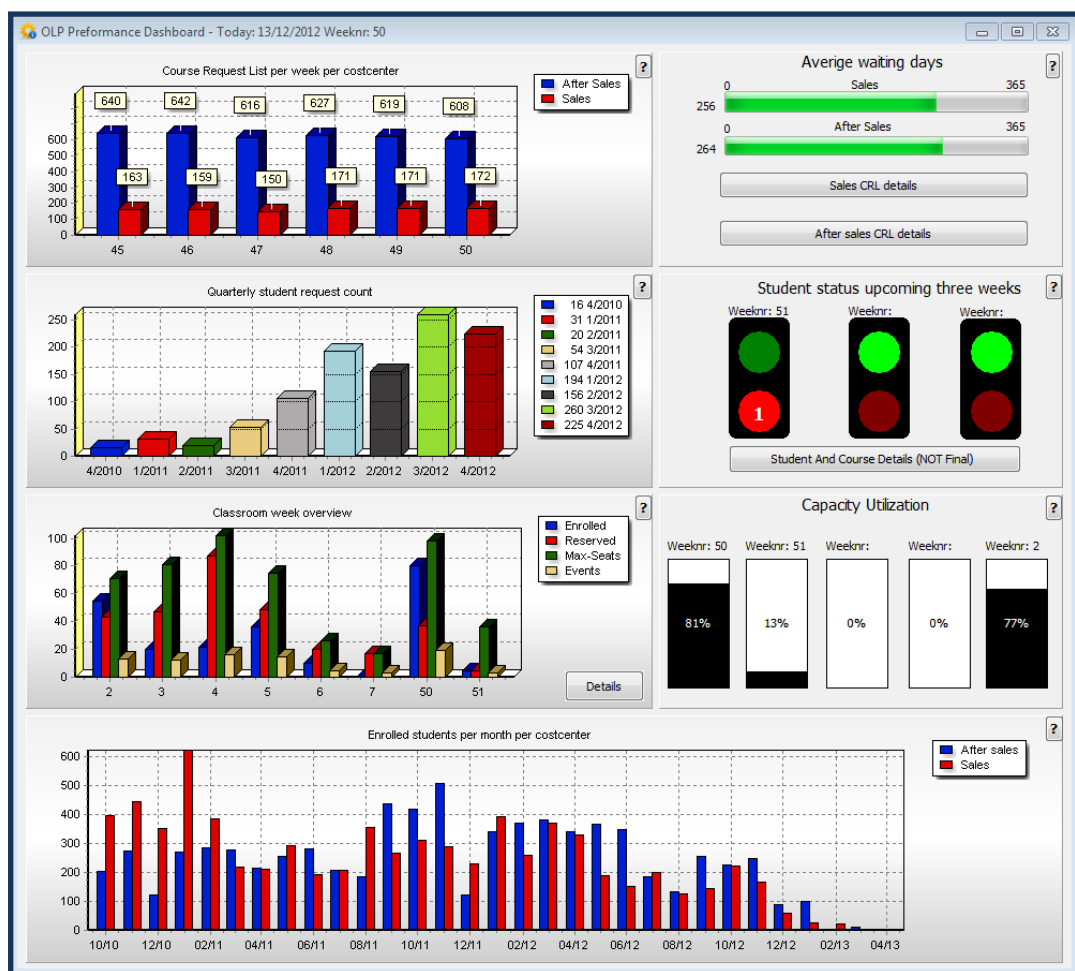 OLP Preformance Dashboard - Today: 13/12/2012 Weeknr: 50
Course Request List per week per costcenter
?
After Sales
Sales
640 642 616 627 619 608
163 159 150 171 171 172
600
500
400
300
200
100
0
45 46 47 48 49 50
Averige waiting days
?
0 Sales 365
256
0 After Sales 365
264
Sales CRL details
After sales CRL details
Quarterly student request count
?
250
200
150
100
50
0
4/2010 1/2011 2/2011 3/2011 4/2011 1/2012 2/2012 3/2012 4/2012
16 4/2010
31 1/2011
20 2/2011
54 3/2011
107 4/2011
194 1/2012
156 2/2012
260 3/2012
225 4/2012
Student status upcoming three weeks
?
Weeknr: 51 Weeknr: Weeknr:
1
Student And Course Details (NOT Final)
Classroom week overview
?
Enrolled
Reserved
Max-Seats
Events
100
80
60
40
20
0
2 3 4 5 6 7 50 51
Details
Capacity Utilization
?
Weeknr: 50 Weeknr: 51 Weeknr: Weeknr: Weeknr: 2
81% 13% 0% 0% 77%
Enrolled students per month per costcenter
?
After sales
Sales
600
500
400
300
200
100
0
10/10 12/10 02/11 04/11 06/11 08/11 10/11 12/11 02/12 04/12 06/12 08/12 10/12 12/12 02/13 04/13